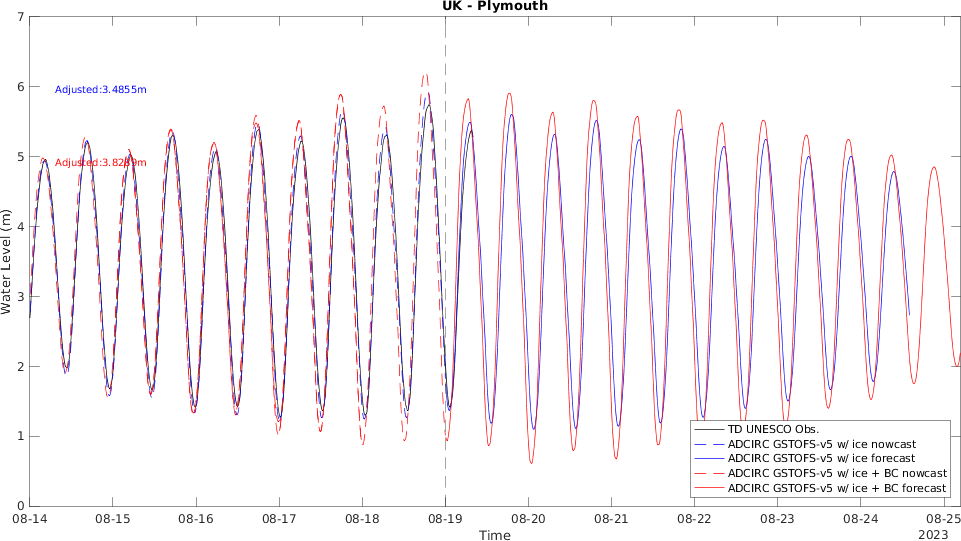 UK - Plymouth
7
6
5
4
3
2
1
0
Water Level (m)
Adjusted:3.4855m
Adjusted:3.8289m
TD UNESCO Obs.
ADCIRC GSTOFS-v5 w/ ice nowcast
ADCIRC GSTOFS-v5 w/ ice forecast
ADCIRC GSTOFS-v5 w/ ice + BC nowcast
ADCIRC GSTOFS-v5 w/ ice + BC forecast
08-14 08-15 08-16 08-17 08-18 08-19 08-20 08-21 08-22 08-23 08-24 08-25
Time
2023